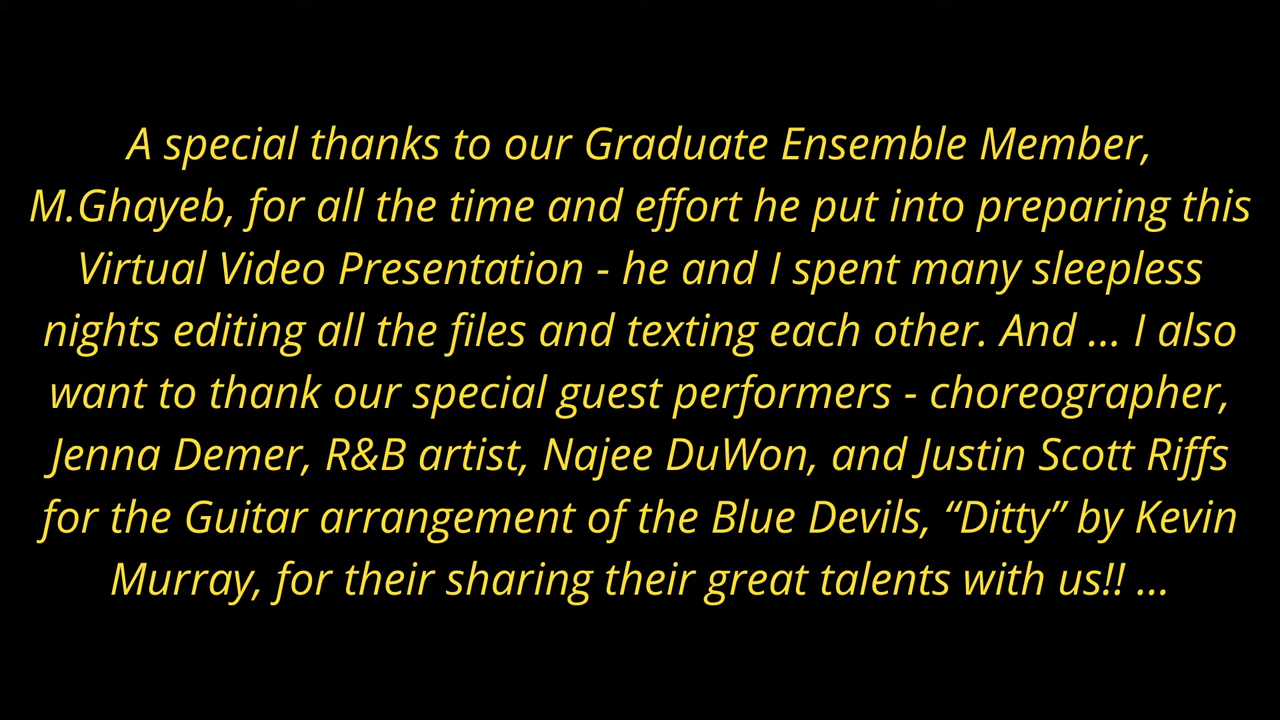 A special thanks to our Graduate Ensemble Member,
M.Ghayeb, for all the time and effort he put into preparing this
Virtual Video Presentation - he and I spent many sleepless
nights editing all the files and texting each other. And ... I also
want to thank our special guest performers - choreographer,
Jenna Demer, R&B artist, Najee DuWon, and Justin Scott Riffs
for the Guitar arrangement of the Blue Devils, “Ditty” by Kevin
Murray, for their sharing their great talents with us!! ...